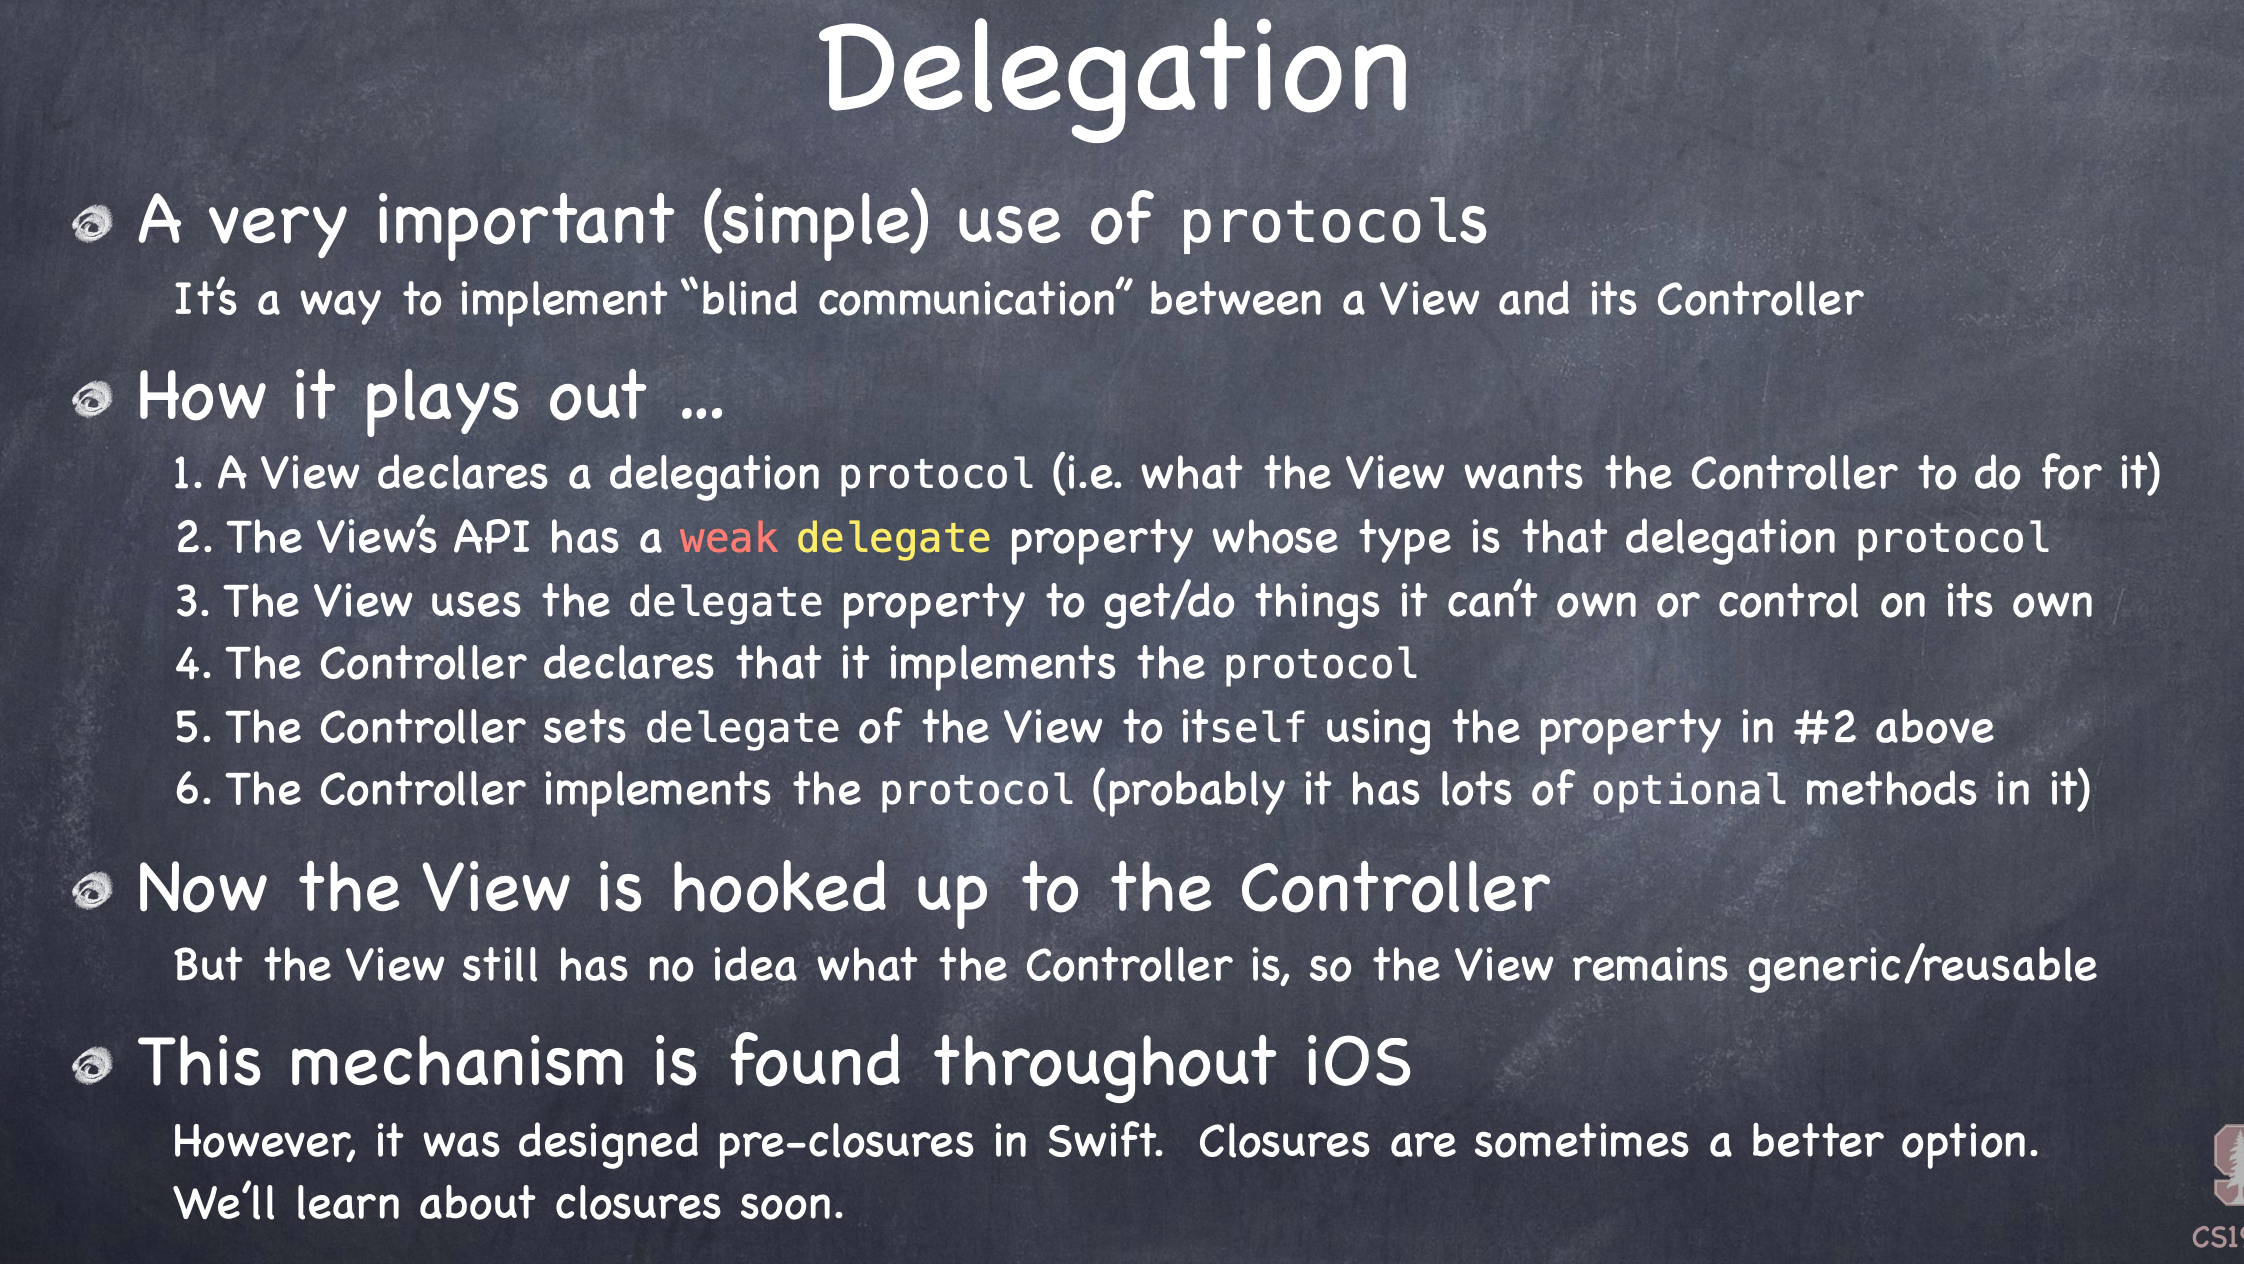 Delegation
A very important (simple) use of protocols
It's a way to implement “blind communication” between a View and its Controller
How it plays out ...
1. A View declares a delegation protocol (i.e. what the View wants the Controller to do for it)
2. The View's API has a weak delegate property whose type is that delegation protocol
3. The View uses the delegate property to get/do things it can't own or control on its own
4. The Controller declares that it implements the protocol
5. The Controller sets delegate of the View to itself using the property in #2 above
6. The Controller implements the protocol (probably it has lots of optional methods in it)
Now the View is hooked up to the Controller
But the View still has no idea what the Controller is, so the View remains generic/reusable
This mechanism is found throughout iOS
However, it was designed pre-closures in Swift. Closures are sometimes a better option.
We'll learn about closures soon.